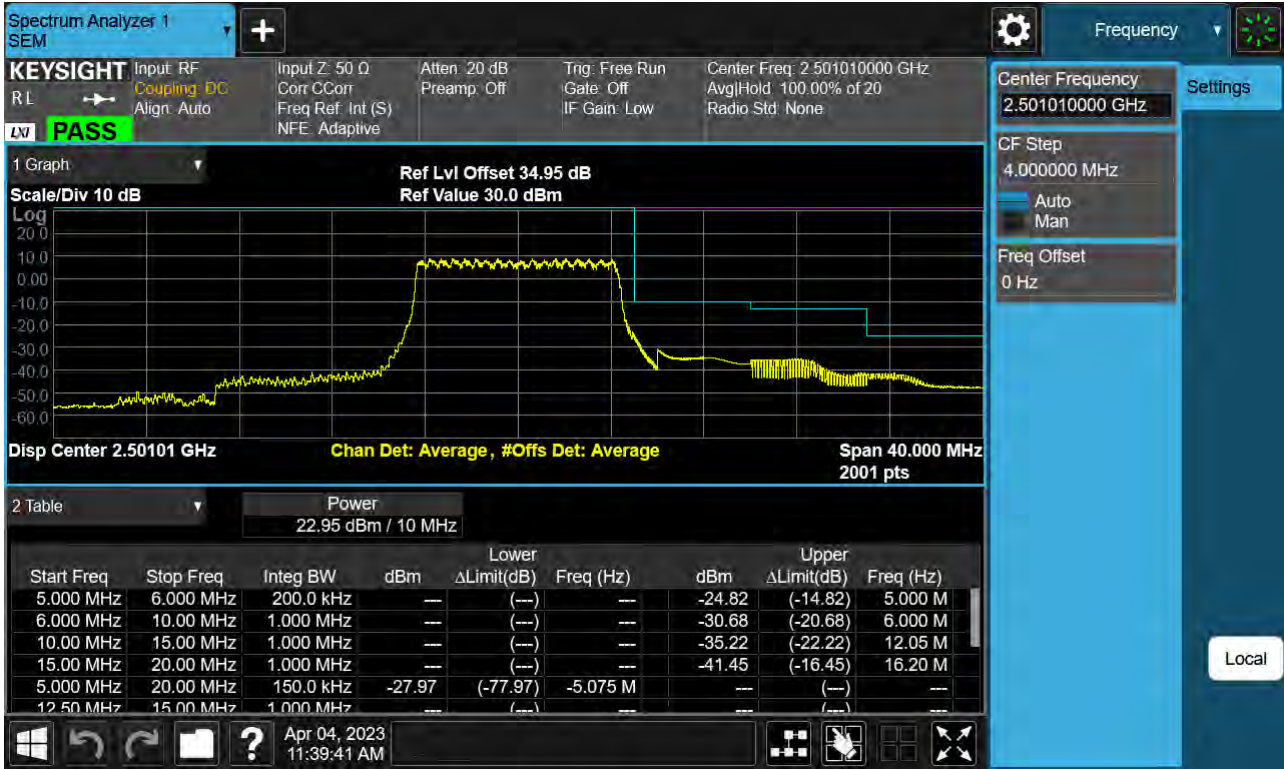 Spectrum Analyzer 1
SEM
Frequency
KEYSIGHT
R L
LXI
PASS
Input: RF
Coupling: DC
Align: Auto
Input Z: 50 Ω
Corr CCorr
Freq Ref: Int (S)
NFE: Adaptive
Atten: 20 dB
Preamp: Off
Trig: Free Run
Gate: Off
IF Gain: Low
Center Freq: 2.501010000 GHz
Avg|Hold: 100.00% of 20
Radio Std: None
Center Frequency
2.501010000 GHz
Settings
CF Step
4.000000 MHz
Auto
Man
Freq Offset
0 Hz
1 Graph
Scale/Div 10 dB
Ref Lvl Offset 34.95 dB
Ref Value 30.0 dBm
Log
20.0
10.0
0.00
-10.0
-20.0
-30.0
-40.0
-50.0
-60.0
Disp Center 2.50101 GHz
Chan Det: Average, #Offs Det: Average
Span 40.000 MHz
2001 pts
2 Table
Power
22.95 dBm / 10 MHz
Lower Upper
Start Freq Stop Freq Integ BW dBm ΔLimit(dB) Freq (Hz) dBm ΔLimit(dB) Freq (Hz)
5.000 MHz 6.000 MHz 200.0 kHz --- (---) --- -24.82 (-14.82) 5.000 M
6.000 MHz 10.00 MHz 1.000 MHz --- (---) --- -30.68 (-20.68) 6.000 M
10.00 MHz 15.00 MHz 1.000 MHz --- (---) --- -35.22 (-22.22) 12.05 M
15.00 MHz 20.00 MHz 1.000 MHz --- (---) --- -41.45 (-16.45) 16.20 M
5.000 MHz 20.00 MHz 150.0 kHz -27.97 (-77.97) -5.075 M --- (---) ---
12.50 MHz 15.00 MHz 1.000 MHz --- (---) --- --- (---) ---
Local
?
Apr 04, 2023
11:39:41 AM